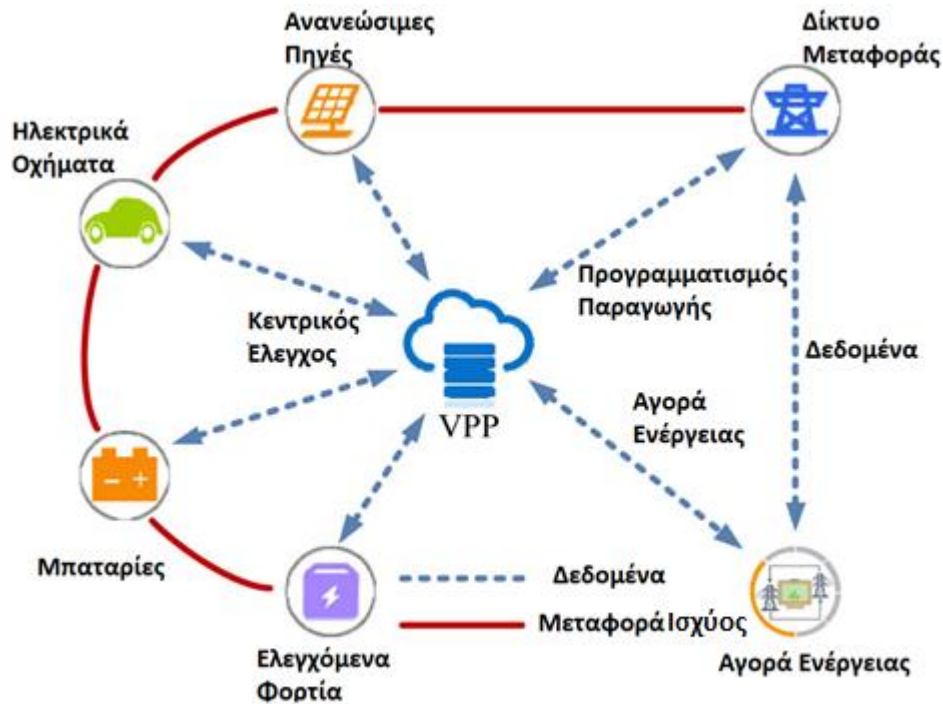 Ανανεώσιμες
Πηγές
Δίκτυο
Μεταφοράς
Ηλεκτρικά
Οχήματα
Προγραμματισμός
Παραγωγής
Κεντρικός
Έλεγχος
Δεδομένα
Αγορά
Ενέργειας
VPP
Μπαταρίες
Δεδομένα
Μεταφορά Ισχύος
Ελεγχόμενα
Φορτία
Αγορά Ενέργειας